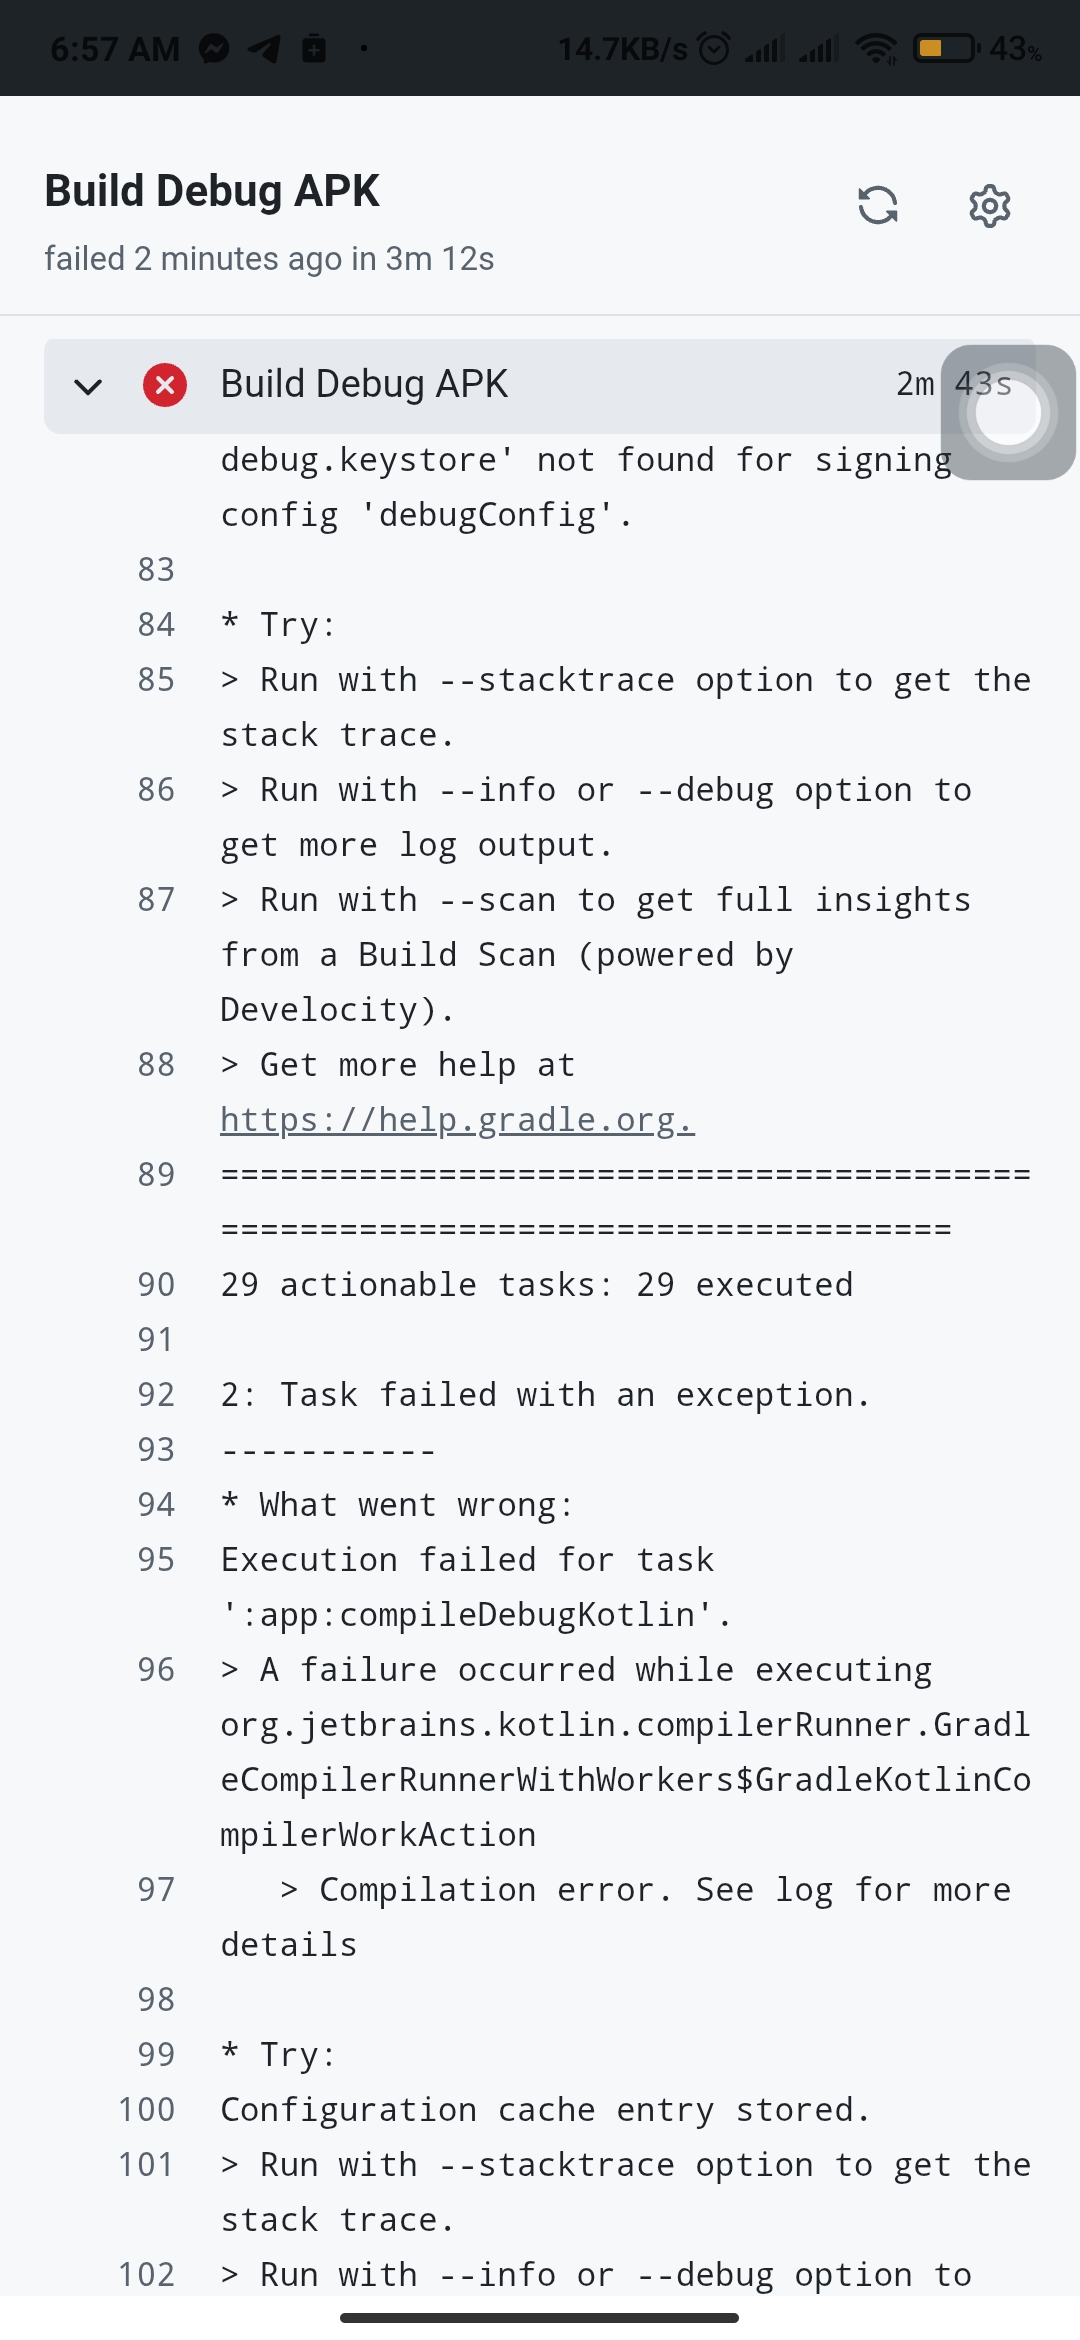 6:57 AM 14.7KB/s 43%
Build Debug APK
failed 2 minutes ago in 3m 12s
Build Debug APK 2m 43s
debug.keystore' not found for signing
config 'debugConfig'.
83
84 * Try:
85 > Run with --stacktrace option to get the
stack trace.
86 > Run with --info or --debug option to
get more log output.
87 > Run with --scan to get full insights
from a Build Scan (powered by
Develocity).
88 > Get more help at
https://help.gradle.org.
89 =========================================
=====================================
90 29 actionable tasks: 29 executed
91
92 2: Task failed with an exception.
93 -----------
94 * What went wrong:
95 Execution failed for task
':app:compileDebugKotlin'.
96 > A failure occurred while executing
org.jetbrains.kotlin.compilerRunner.Gradl
eCompilerRunnerWithWorkers$GradleKotlinCo
mpilerWorkAction
97 > Compilation error. See log for more
details
98
99 * Try:
100 Configuration cache entry stored.
101 > Run with --stacktrace option to get the
stack trace.
102 > Run with --info or --debug option to